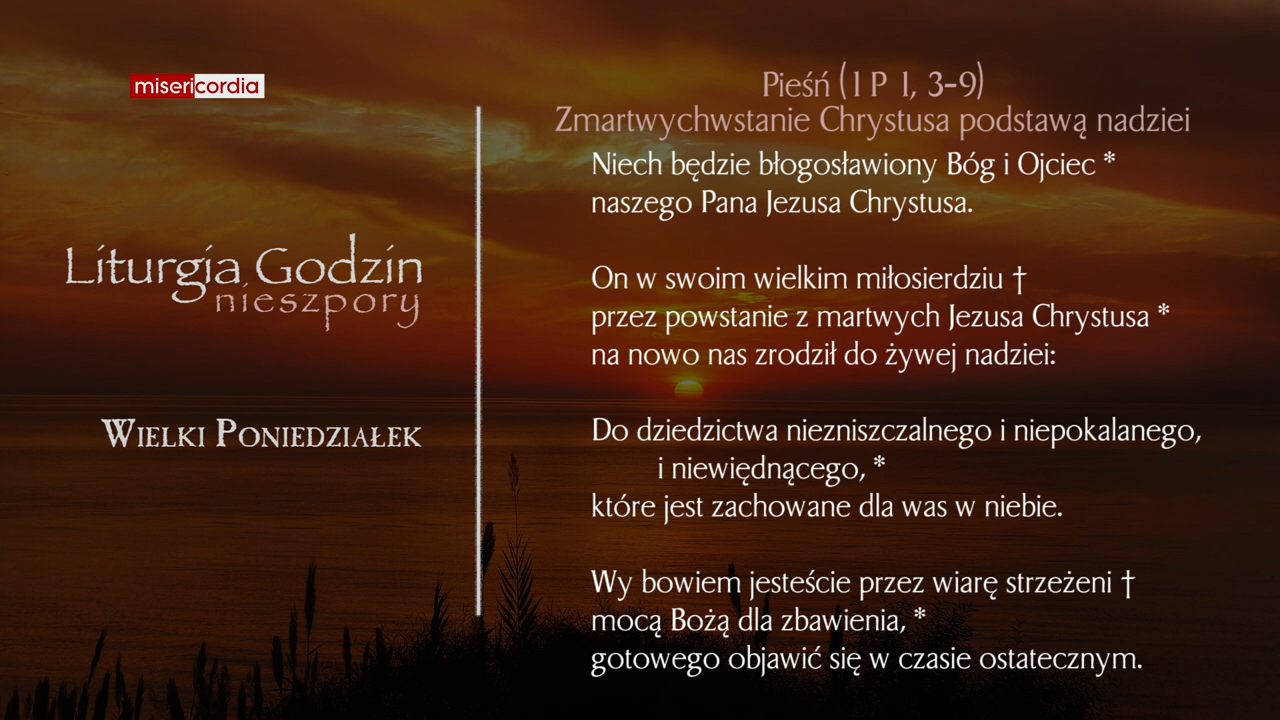 misericordia
Liturgia Godzin
nieszpory
Wielki Poniedziałek
Pieśń (1 P 1, 3-9)
Zmartwychwstanie Chrystusa podstawą nadziei
Niech będzie błogosławiony Bóg i Ojciec *
naszego Pana Jezusa Chrystusa.
On w swoim wielkim miłosierdziu †
przez powstanie z martwych Jezusa Chrystusa *
na nowo nas zrodził do żywej nadziei:
Do dziedzictwa niezniszczalnego i niepokalanego,
i niewiędnącego, *
które jest zachowane dla was w niebie.
Wy bowiem jesteście przez wiarę strzeżeni †
mocą Bożą dla zbawienia, *
gotowego objawić się w czasie ostatecznym.